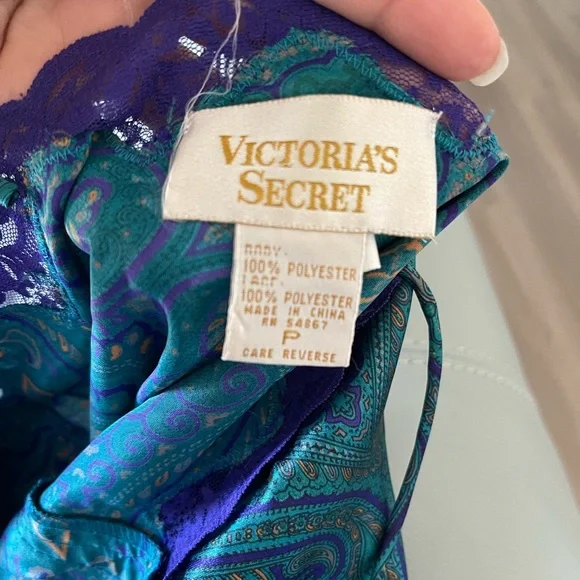 VICTORIA'S
SECRET
BODY:
100% POLYESTER
LACE:
100% POLYESTER
MADE IN CHINA
RN 54867
P
CARE REVERSE